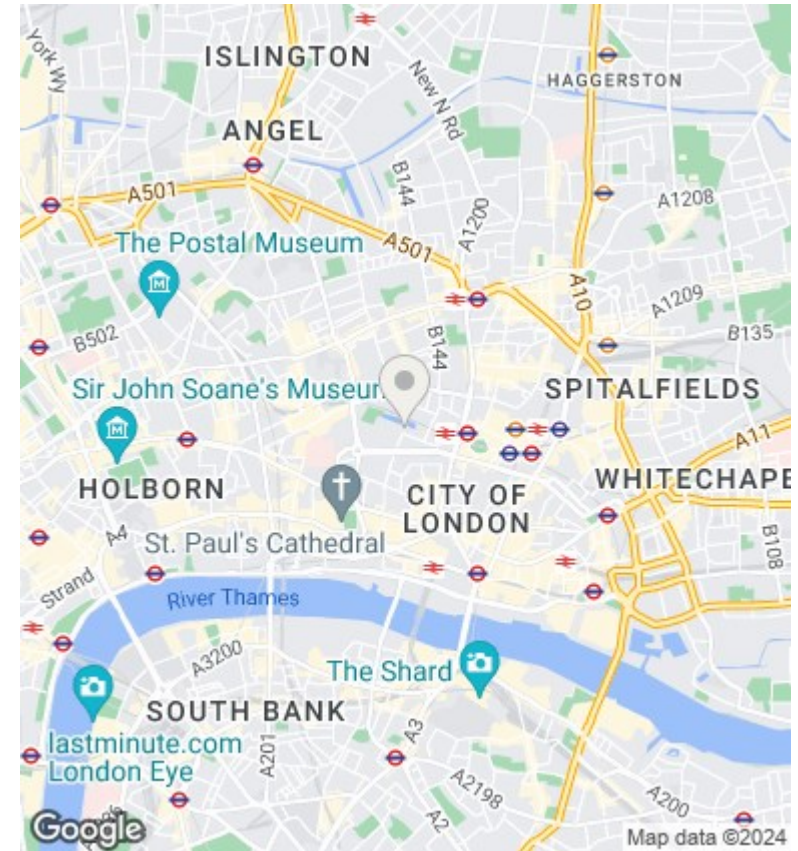 York Wy
ISLINGTON
New N Rd
HAGGERSTON
ANGEL
B144
A501
A1200
A1208
The Postal Museum
A501
A10
A1209
B502
B144
B135
Sir John Soane's Museum
SPITALFIELDS
A11
HOLBORN
CITY OF
LONDON
WHITECHAPE
A4
St. Paul's Cathedral
B108
Strand
River Thames
A3200
The Shard
SOUTH BANK
A3
lastminute.com
London Eye
A201
A2198
A200
A2
Google
Map data ©2024